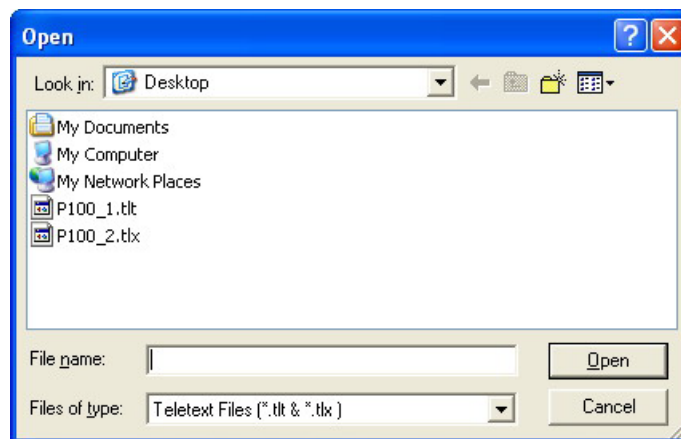 Open
Look in: Desktop
My Documents
My Computer
My Network Places
P100_1.tlt
P100_2.tlx
File name:
Open
Files of type: Teletext Files (*.tlt & *.tlx )
Cancel